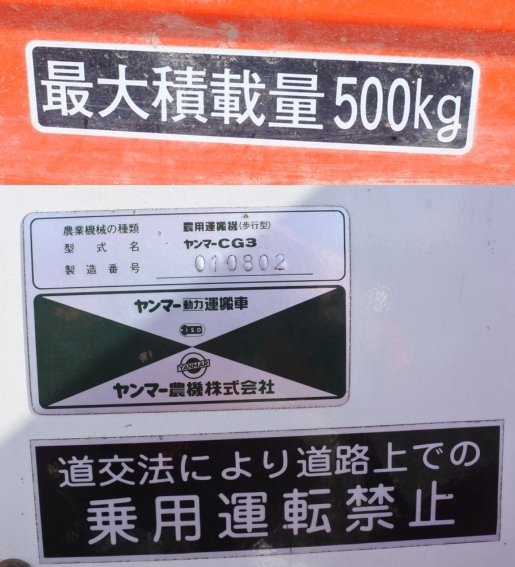 最大積載量500kg
農業機械の種類 農用運搬機(歩行型)
型式名 ヤンマーCG3
製造番号 010802
ヤンマー動力運搬車
ISO
YANMAR
ヤンマー農機株式会社
道交法により道路上での
乗用運転禁止